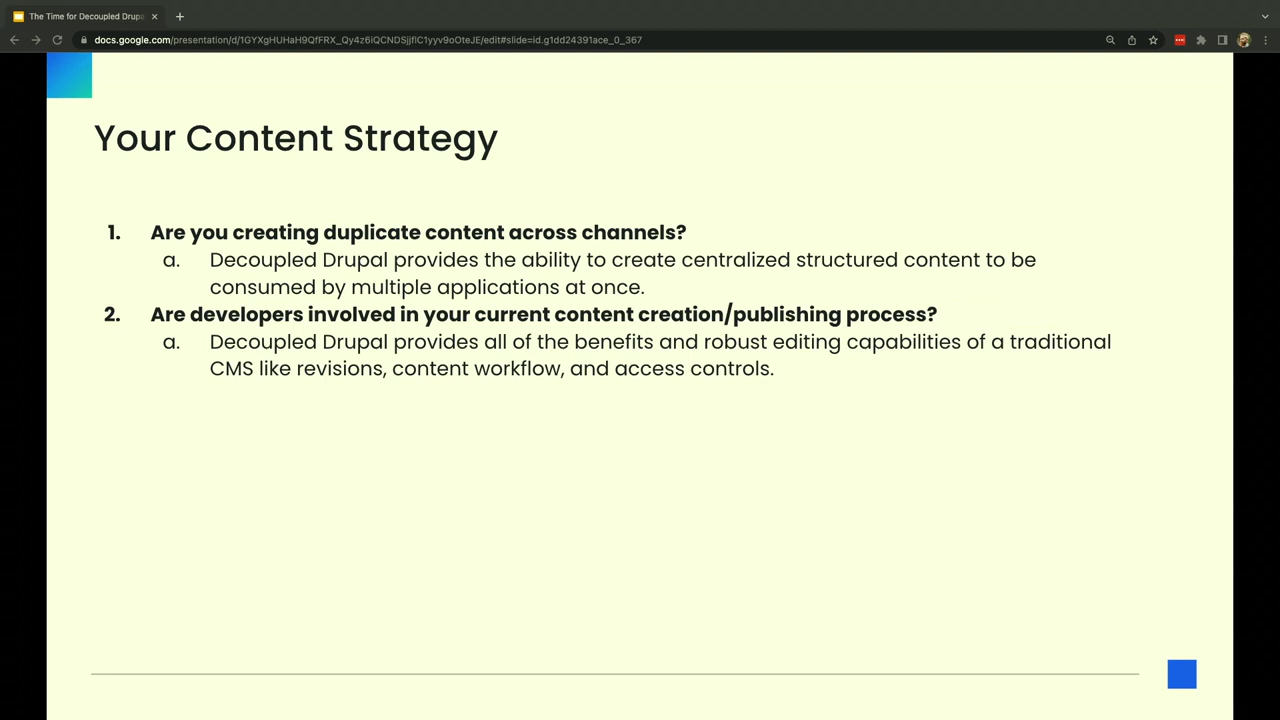 The Time for Decoupled Drupa
docs.google.com/presentation/d/1GYXgHUHaH9QfFRX_Qy4z6iQCNDSjjflC1yyv9oOteJE/edit#slide=id.g1dd24391ace_0_367
Your Content Strategy
1. Are you creating duplicate content across channels?
a. Decoupled Drupal provides the ability to create centralized structured content to be
consumed by multiple applications at once.
2. Are developers involved in your current content creation/publishing process?
a. Decoupled Drupal provides all of the benefits and robust editing capabilities of a traditional
CMS like revisions, content workflow, and access controls.